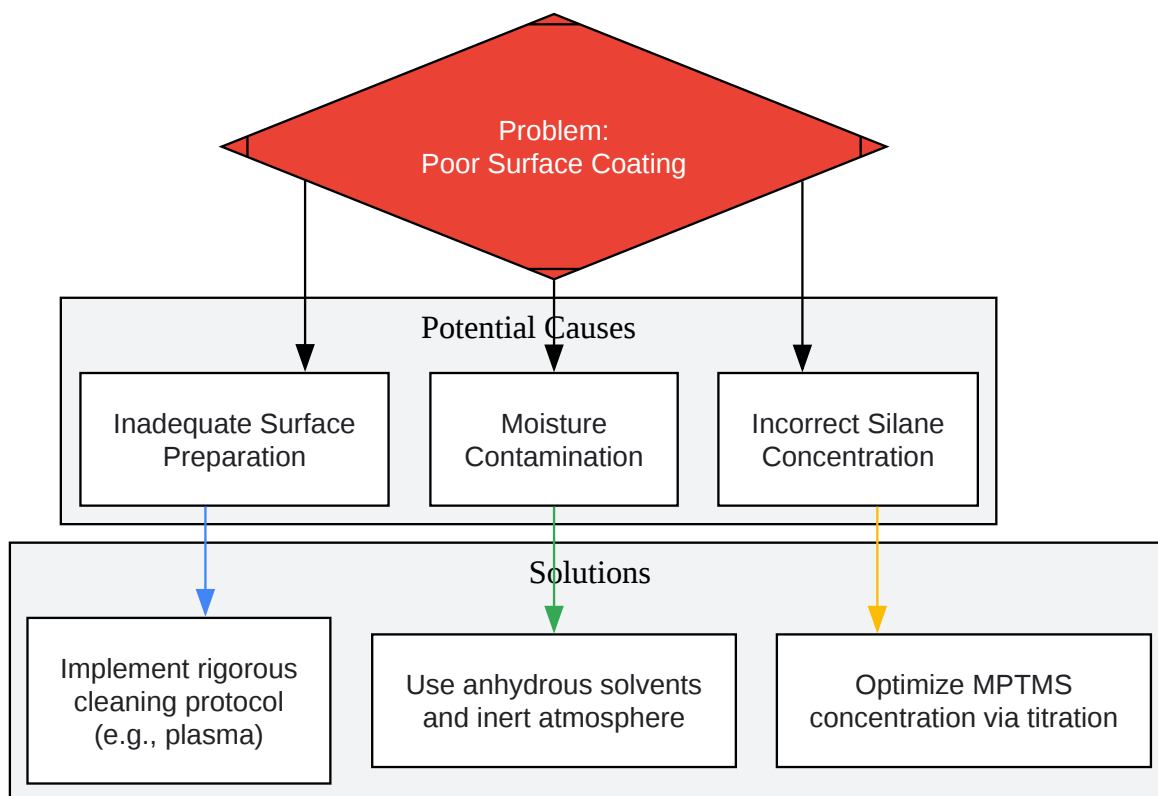 Problem:
Poor Surface Coating
Potential Causes
Inadequate Surface
Preparation
Moisture
Contamination
Incorrect Silane
Concentration
Solutions
Implement rigorous
cleaning protocol
(e.g., plasma)
Use anhydrous solvents
and inert atmosphere
Optimize MPTMS
concentration via titration